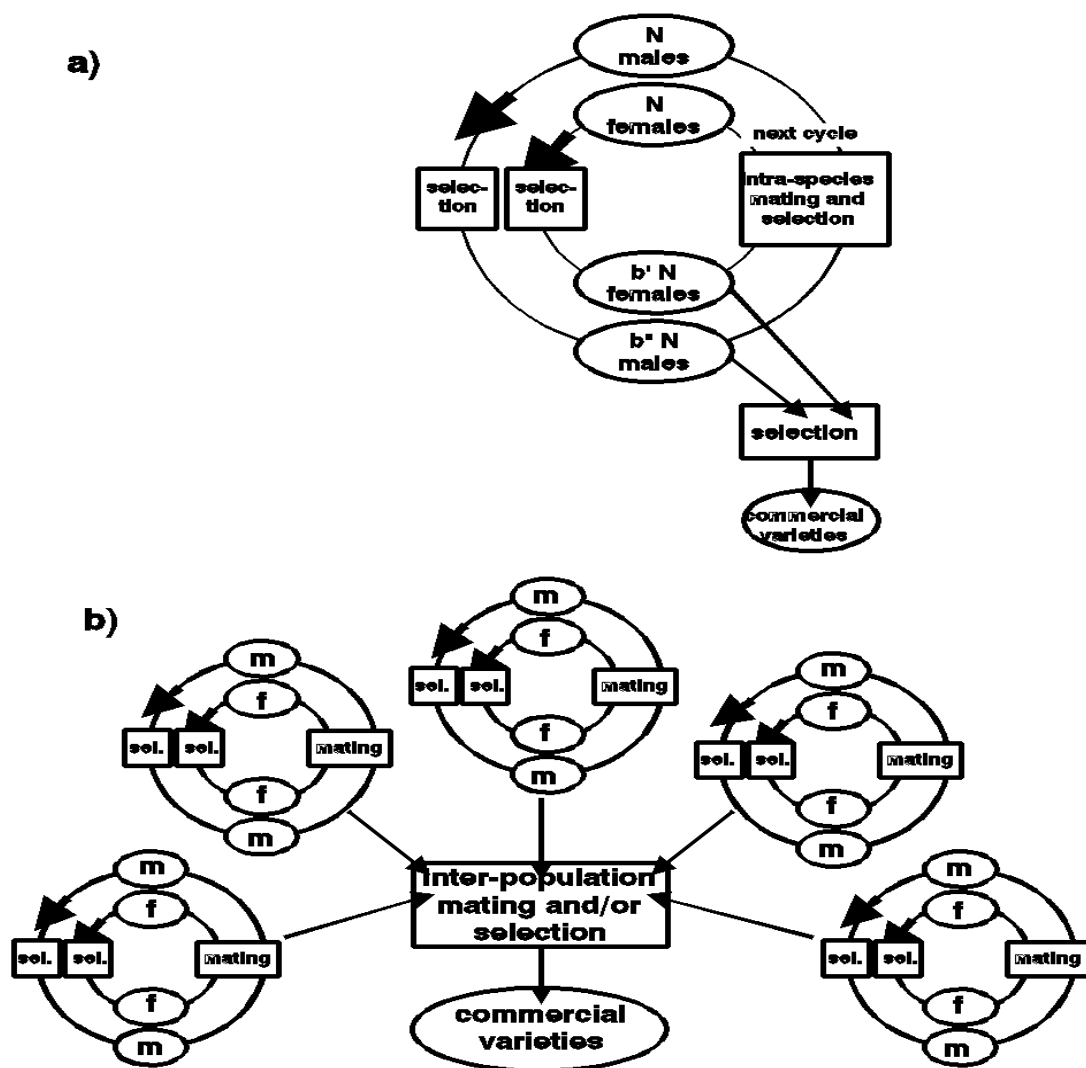 a)
N
males
N
females
next cycle
selec-
tion
selec-
tion
intra-species
mating and
selection
b' N
females
b" N
males
selection
commercial
varieties
b)
m
f
sel.
sel.
mating
f
m
m
f
sel.
sel.
mating
f
m
m
f
sel.
sel.
mating
f
m
m
f
sel.
sel.
mating
f
m
m
f
sel.
sel.
mating
f
m
inter-population
mating and/or
selection
commercial
varieties